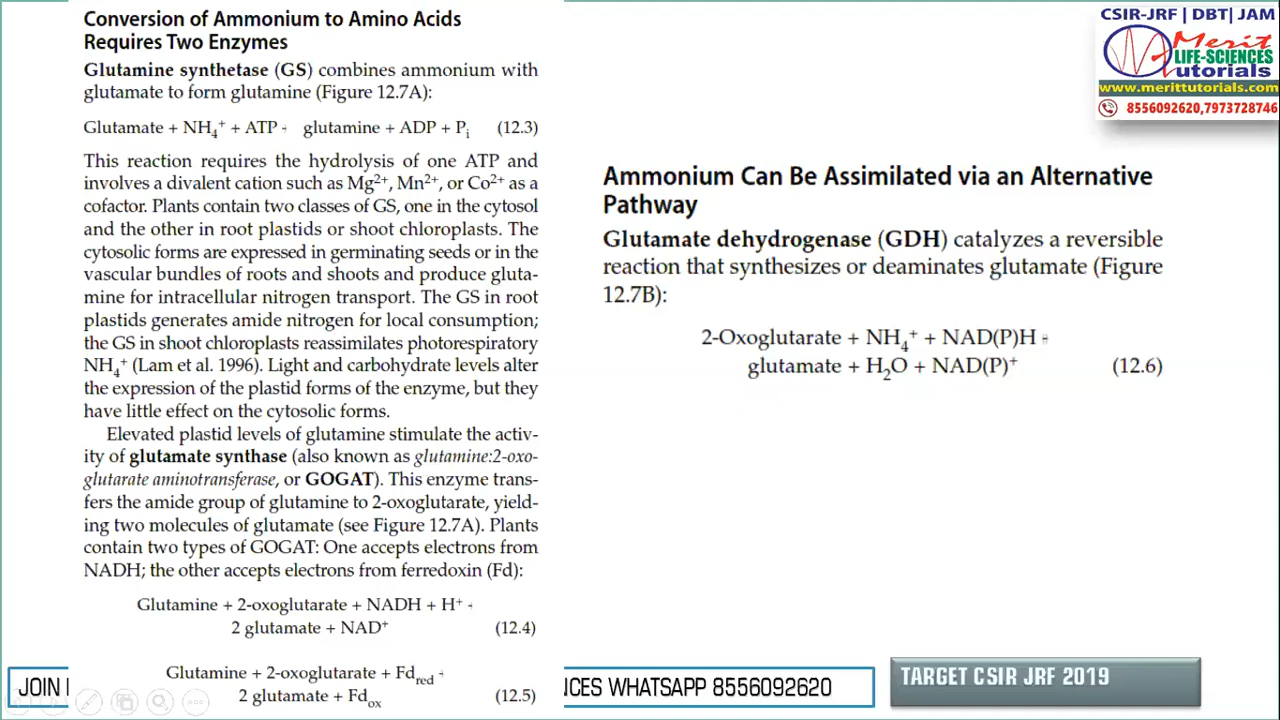 Conversion of Ammonium to Amino Acids
Requires Two Enzymes
Glutamine synthetase (GS) combines ammonium with
glutamate to form glutamine (Figure 12.7A):
Glutamate + NH₄⁺ + ATP - glutamine + ADP + Pᵢ (12.3)
This reaction requires the hydrolysis of one ATP and
involves a divalent cation such as Mg²⁺, Mn²⁺, or Co²⁺ as a
cofactor. Plants contain two classes of GS, one in the cytosol
and the other in root plastids or shoot chloroplasts. The
cytosolic forms are expressed in germinating seeds or in the
vascular bundles of roots and shoots and produce gluta-
mine for intracellular nitrogen transport. The GS in root
plastids generates amide nitrogen for local consumption;
the GS in shoot chloroplasts reassimilates photorespiratory
NH₄⁺ (Lam et al. 1996). Light and carbohydrate levels alter
the expression of the plastid forms of the enzyme, but they
have little effect on the cytosolic forms.
Elevated plastid levels of glutamine stimulate the activ-
ity of glutamate synthase (also known as glutamine:2-oxo-
glutarate aminotransferase, or GOGAT). This enzyme trans-
fers the amide group of glutamine to 2-oxoglutarate, yield-
ing two molecules of glutamate (see Figure 12.7A). Plants
contain two types of GOGAT: One accepts electrons from
NADH; the other accepts electrons from ferredoxin (Fd):
Glutamine + 2-oxoglutarate + NADH + H⁺ -
2 glutamate + NAD⁺ (12.4)
Glutamine + 2-oxoglutarate + Fd_red -
2 glutamate + Fd_ox (12.5)
Ammonium Can Be Assimilated via an Alternative
Pathway
Glutamate dehydrogenase (GDH) catalyzes a reversible
reaction that synthesizes or deaminates glutamate (Figure
12.7B):
2-Oxoglutarate + NH₄⁺ + NAD(P)H -
glutamate + H₂O + NAD(P)⁺ (12.6)
CSIR-JRF | DBT| JAM
Merit
LIFE-SCIENCES
utorials
www.merittutorials.com
8556092620,7973728746
JOIN
NCES WHATSAPP 8556092620
TARGET CSIR JRF 2019